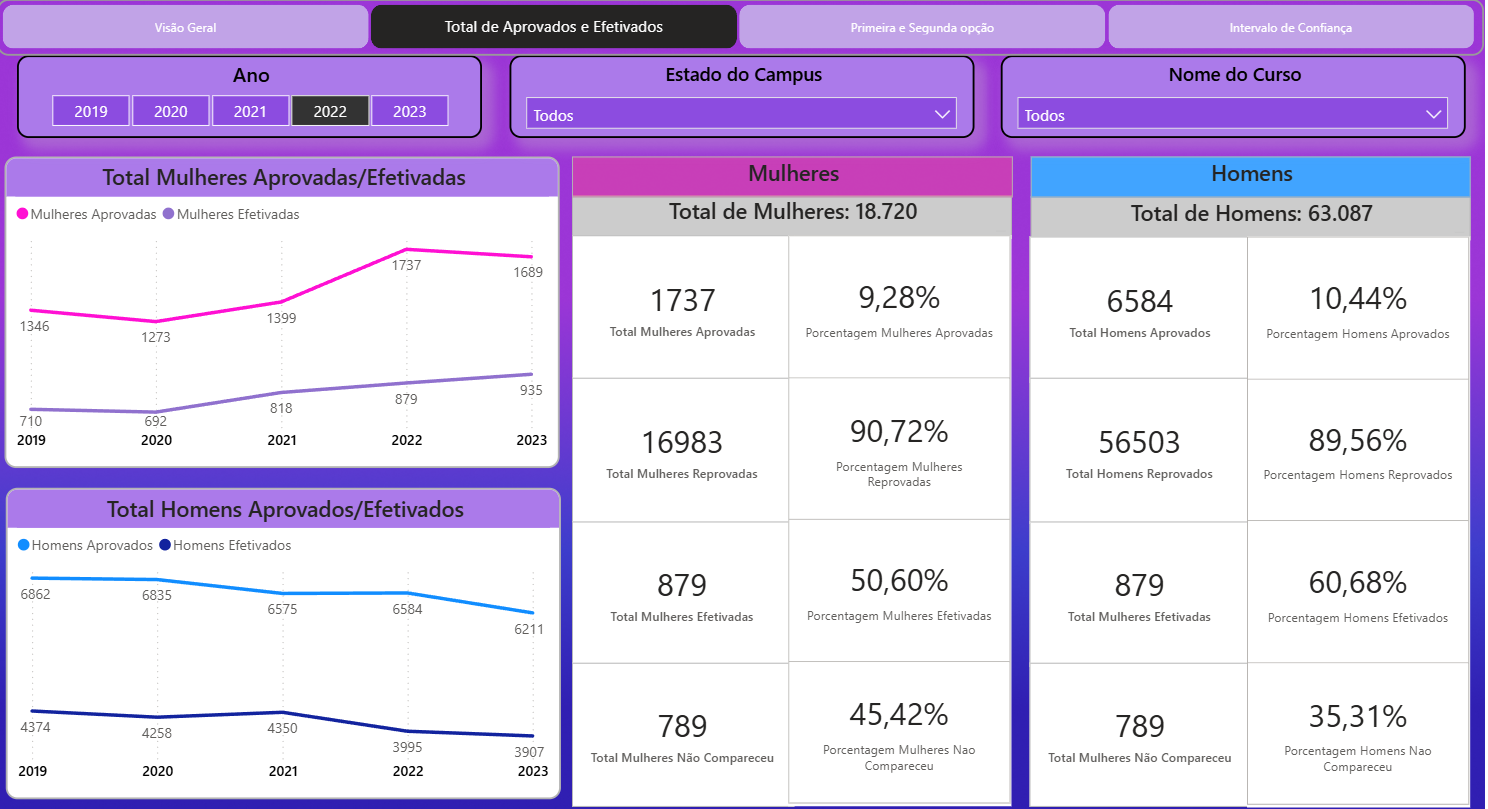 Visão Geral
Total de Aprovados e Efetivados
Primeira e Segunda opção
Intervalo de Confiança
Ano
2019 2020 2021 2022 2023
Estado do Campus
Todos
Nome do Curso
Todos
Total Mulheres Aprovadas/Efetivadas
Mulheres Aprovadas Mulheres Efetivadas
1346 1273 1399 1737 1689
710 692 818 879 935
2019 2020 2021 2022 2023
Total Homens Aprovados/Efetivados
Homens Aprovados Homens Efetivados
6862 6835 6575 6584 6211
4374 4258 4350 3995 3907
2019 2020 2021 2022 2023
Mulheres
Total de Mulheres: 18.720
1737
Total Mulheres Aprovadas
9,28%
Porcentagem Mulheres Aprovadas
16983
Total Mulheres Reprovadas
90,72%
Porcentagem Mulheres
Reprovadas
879
Total Mulheres Efetivadas
50,60%
Porcentagem Mulheres Efetivadas
789
Total Mulheres Não Compareceu
45,42%
Porcentagem Mulheres Nao
Compareceu
Homens
Total de Homens: 63.087
6584
Total Homens Aprovados
10,44%
Porcentagem Homens Aprovados
56503
Total Homens Reprovados
89,56%
Porcentagem Homens Reprovados
879
Total Mulheres Efetivadas
60,68%
Porcentagem Homens Efetivados
789
Total Mulheres Não Compareceu
35,31%
Porcentagem Homens Nao
Compareceu